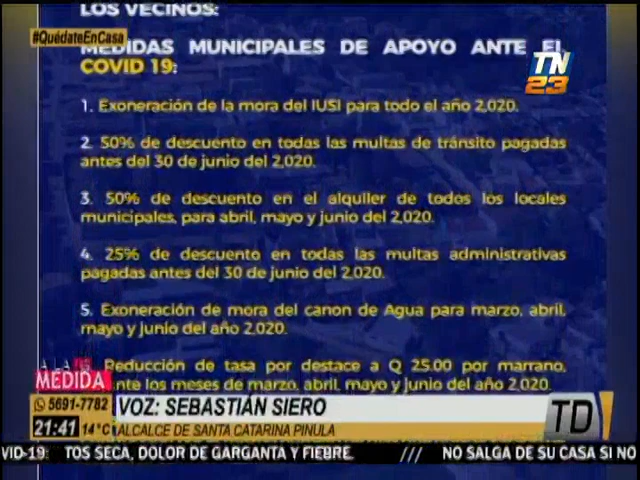 LOS VECINOS:
#QuédateEnCasa
MEDIDAS MUNICIPALES DE APOYO ANTE EL
COVID 19:
TN
23
1. Exoneración de la mora del IUSI para todo el año 2,020.
2. 50% de descuento en todas las multas de tránsito pagadas
antes del 30 de junio del 2,020.
3. 50% de descuento en el alquiler de todos los locales
municipales, para abril, mayo y junio del 2,020.
4. 25% de descuento en todas las multas administrativas
pagadas antes del 30 de junio del 2,020.
5. Exoneración de mora del canon de Agua para marzo, abril,
mayo y junio del año 2,020.
Reducción de tasa por destace a Q 25.00 por marrano,
los meses de marzo, abril, mayo y junio del año 2,020.
MEDIDA
5691-7782
VOZ: SEBASTIÁN SIERO
TD
21:41 14°C
ALCALCE DE SANTA CATARINA PINULA
VID-19: TOS SECA, DOLOR DE GARGANTA Y FIEBRE /// NO SALGA DE SU CASA SI NO